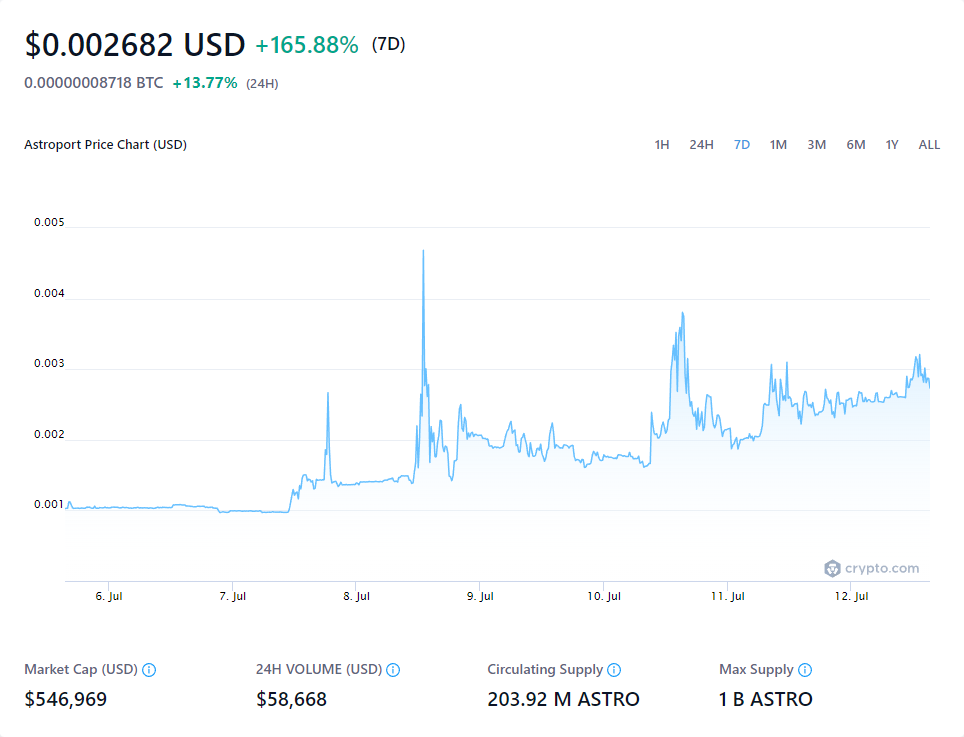 $0.002682 USD +165.88% (7D)
0.00000008718 BTC +13.77% (24H)
Astroport Price Chart (USD) 1H 24H 7D 1M 3M 6M 1Y ALL
0.005
0.004
0.003
0.002
0.001
crypto.com
6. Jul 7. Jul 8. Jul 9. Jul 10. Jul 11. Jul 12. Jul
Market Cap (USD) 24H VOLUME (USD) Circulating Supply Max Supply
$546,969 $58,668 203.92 M ASTRO 1 B ASTRO